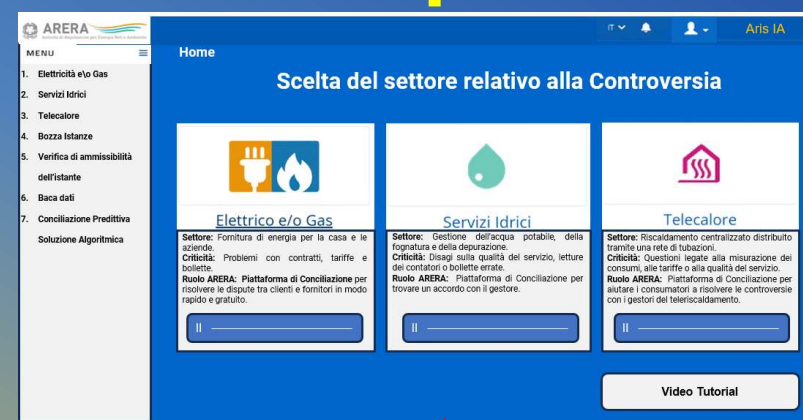 ARERA
IT
Aris IA
MENU
Home
1. Elettricità e\o Gas
2. Servizi Idrici
3. Telecalore
4. Bozza Istanze
5. Verifica di ammissibilità
dell'istante
6. Baca dati
7. Conciliazione Predittiva
Soluzione Algoritmica
Scelta del settore relativo alla Controversia
Elettrico e/o Gas
Settore: Fornitura di energia per la casa e le
aziende.
Criticità: Problemi con contratti, tariffe e
bollette.
Ruolo ARERA: Piattaforma di Conciliazione per
risolvere le dispute tra clienti e fornitori in modo
rapido e gratuito.
Servizi Idrici
Settore: Gestione dell'acqua potabile, della
fognatura e della depurazione.
Criticità: Disagi sulla qualità del servizio, letture
dei contatori o bollette errate.
Ruolo ARERA: Piattaforma di Conciliazione per
trovare un accordo con il gestore.
Telecalore
Settore: Riscaldamento centralizzato distribuito
tramite una rete di tubazioni.
Criticità: Questioni legate alla misurazione dei
consumi, alle tariffe o alla qualità del servizio.
Ruolo ARERA: Piattaforma di Conciliazione per
aiutare i consumatori a risolvere le controversie
con i gestori del teleriscaldamento.
Video Tutorial